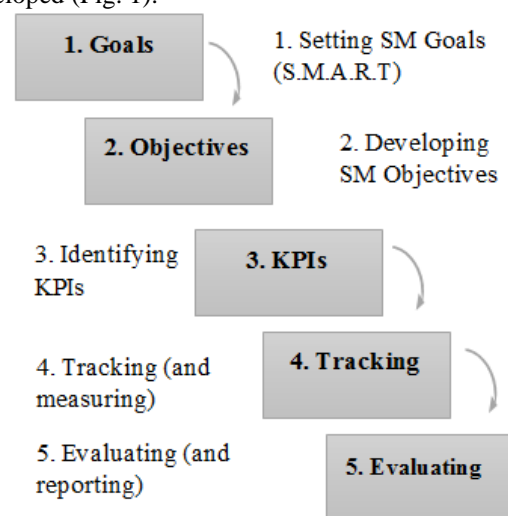 eloped (Fig. 1).
1. Goals
1. Setting SM Goals
(S.M.A.R.T)
2. Objectives
2. Developing
SM Objectives
3. Identifying
KPIs
3. KPIs
4. Tracking (and
measuring)
4. Tracking
5. Evaluating (and
reporting)
5. Evaluating